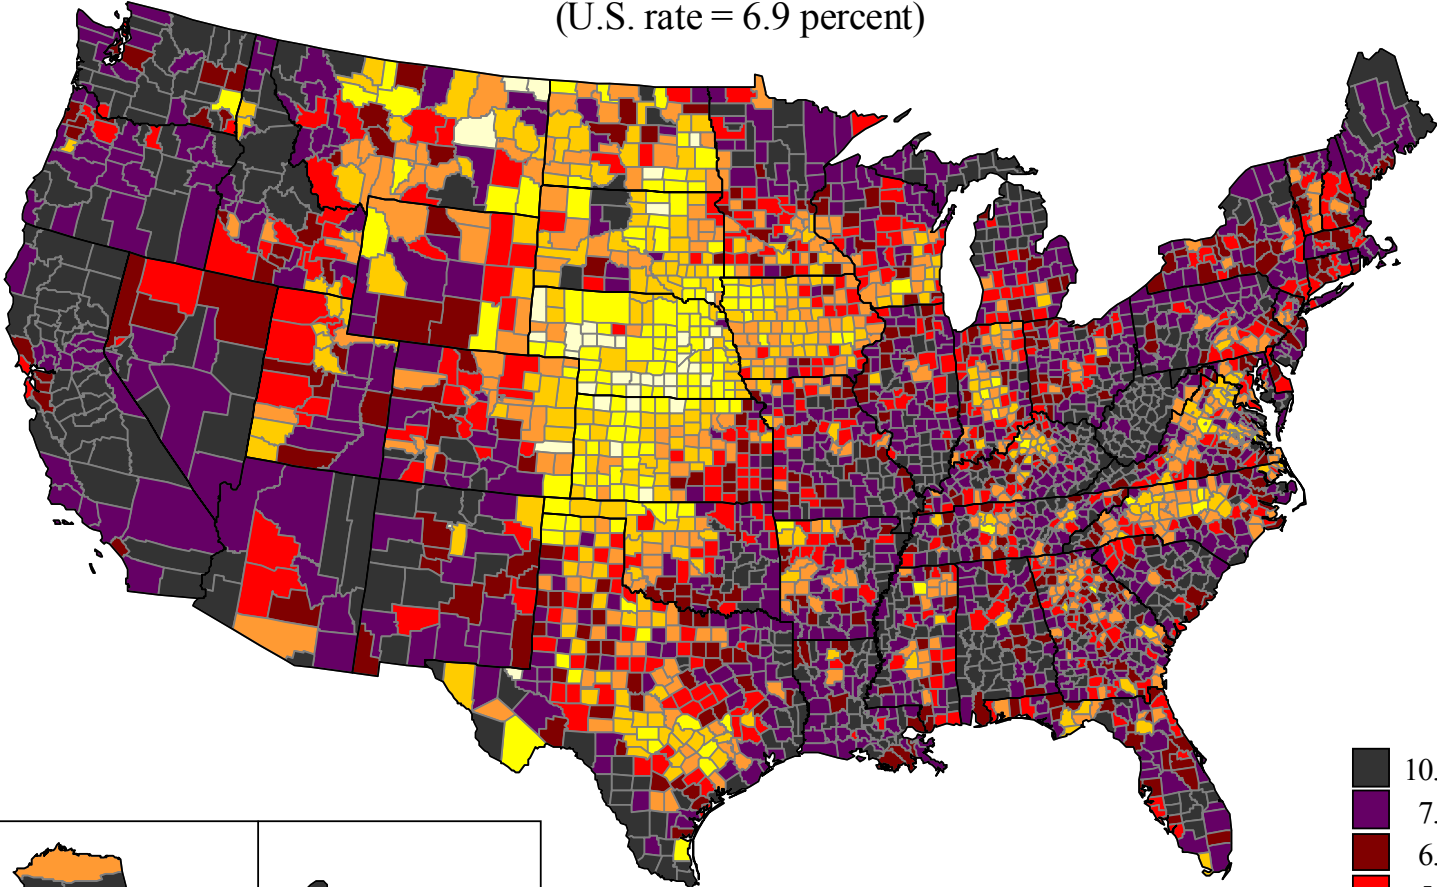 (U.S. rate = 6.9 percent)
10.
7.
6.